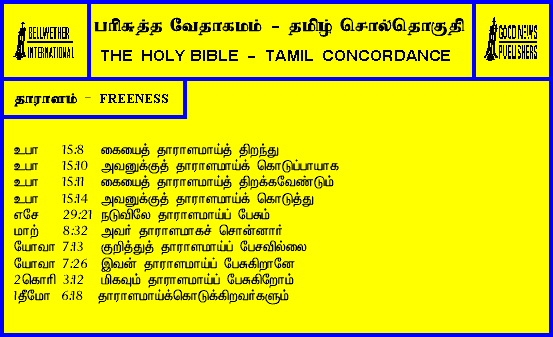 BELLWETHER INTERNATIONAL
பரிசுத்த வேதாகமம் - தமிழ் சொல்தொகுதி
THE HOLY BIBLE - TAMIL CONCORDANCE
GOOD NEWS PUBLISHERS
தாராளம் - FREENESS
உபா 15:8 கையைத் தாராளமாய்த் திறந்து
உபா 15:10 அவனுக்குத் தாராளமாய்க் கொடுப்பாயாக
உபா 15:11 கையைத் தாராளமாய்த் திறக்கவேண்டும்
உபா 15:14 அவனுக்குத் தாராளமாய்க் கொடுத்து
எசே 29:21 நடுவிலே தாராளமாய்ப் பேசும்
மாற் 8:32 அவர் தாராளமாகச் சொன்னார்
யோவா 7:13 குறித்துத் தாராளமாய்ப் பேசவில்லை
யோவா 7:26 இவன் தாராளமாய்ப் பேசுகிறானே
2கொரி 3:12 மிகவும் தாராளமாய்ப் பேசுகிறோம்
1தீமோ 6:18 தாராளமாய்க்கொடுக்கிறவர்களும்